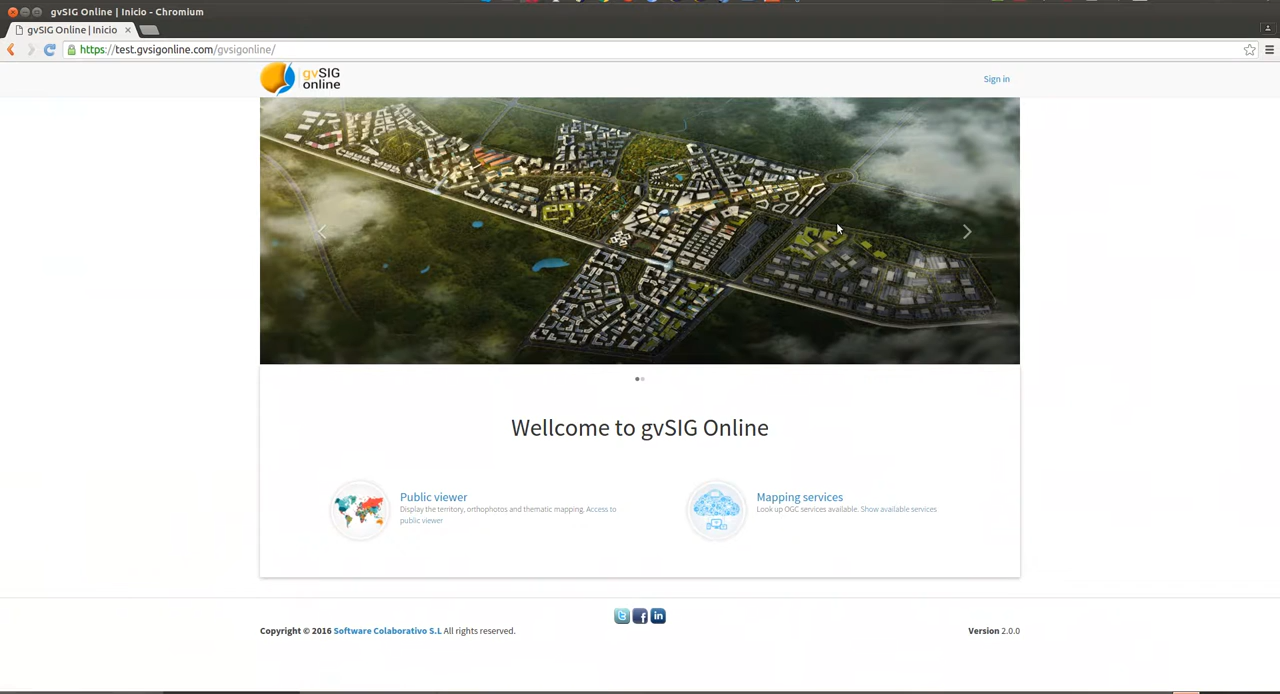 gvSIG Online | Inicio - Chromium
gvSIG Online | Inicio
https://test.gvsigonline.com/gvsigonline/
gvSIG
online
Sign in
Wellcome to gvSIG Online
Public viewer
Display the territory, orthophotos and thematic mapping. Access to
public viewer
Mapping services
Look up OGC services available. Show available services
Copyright © 2016 Software Colaborativo S.L All rights reserved.
Version 2.0.0